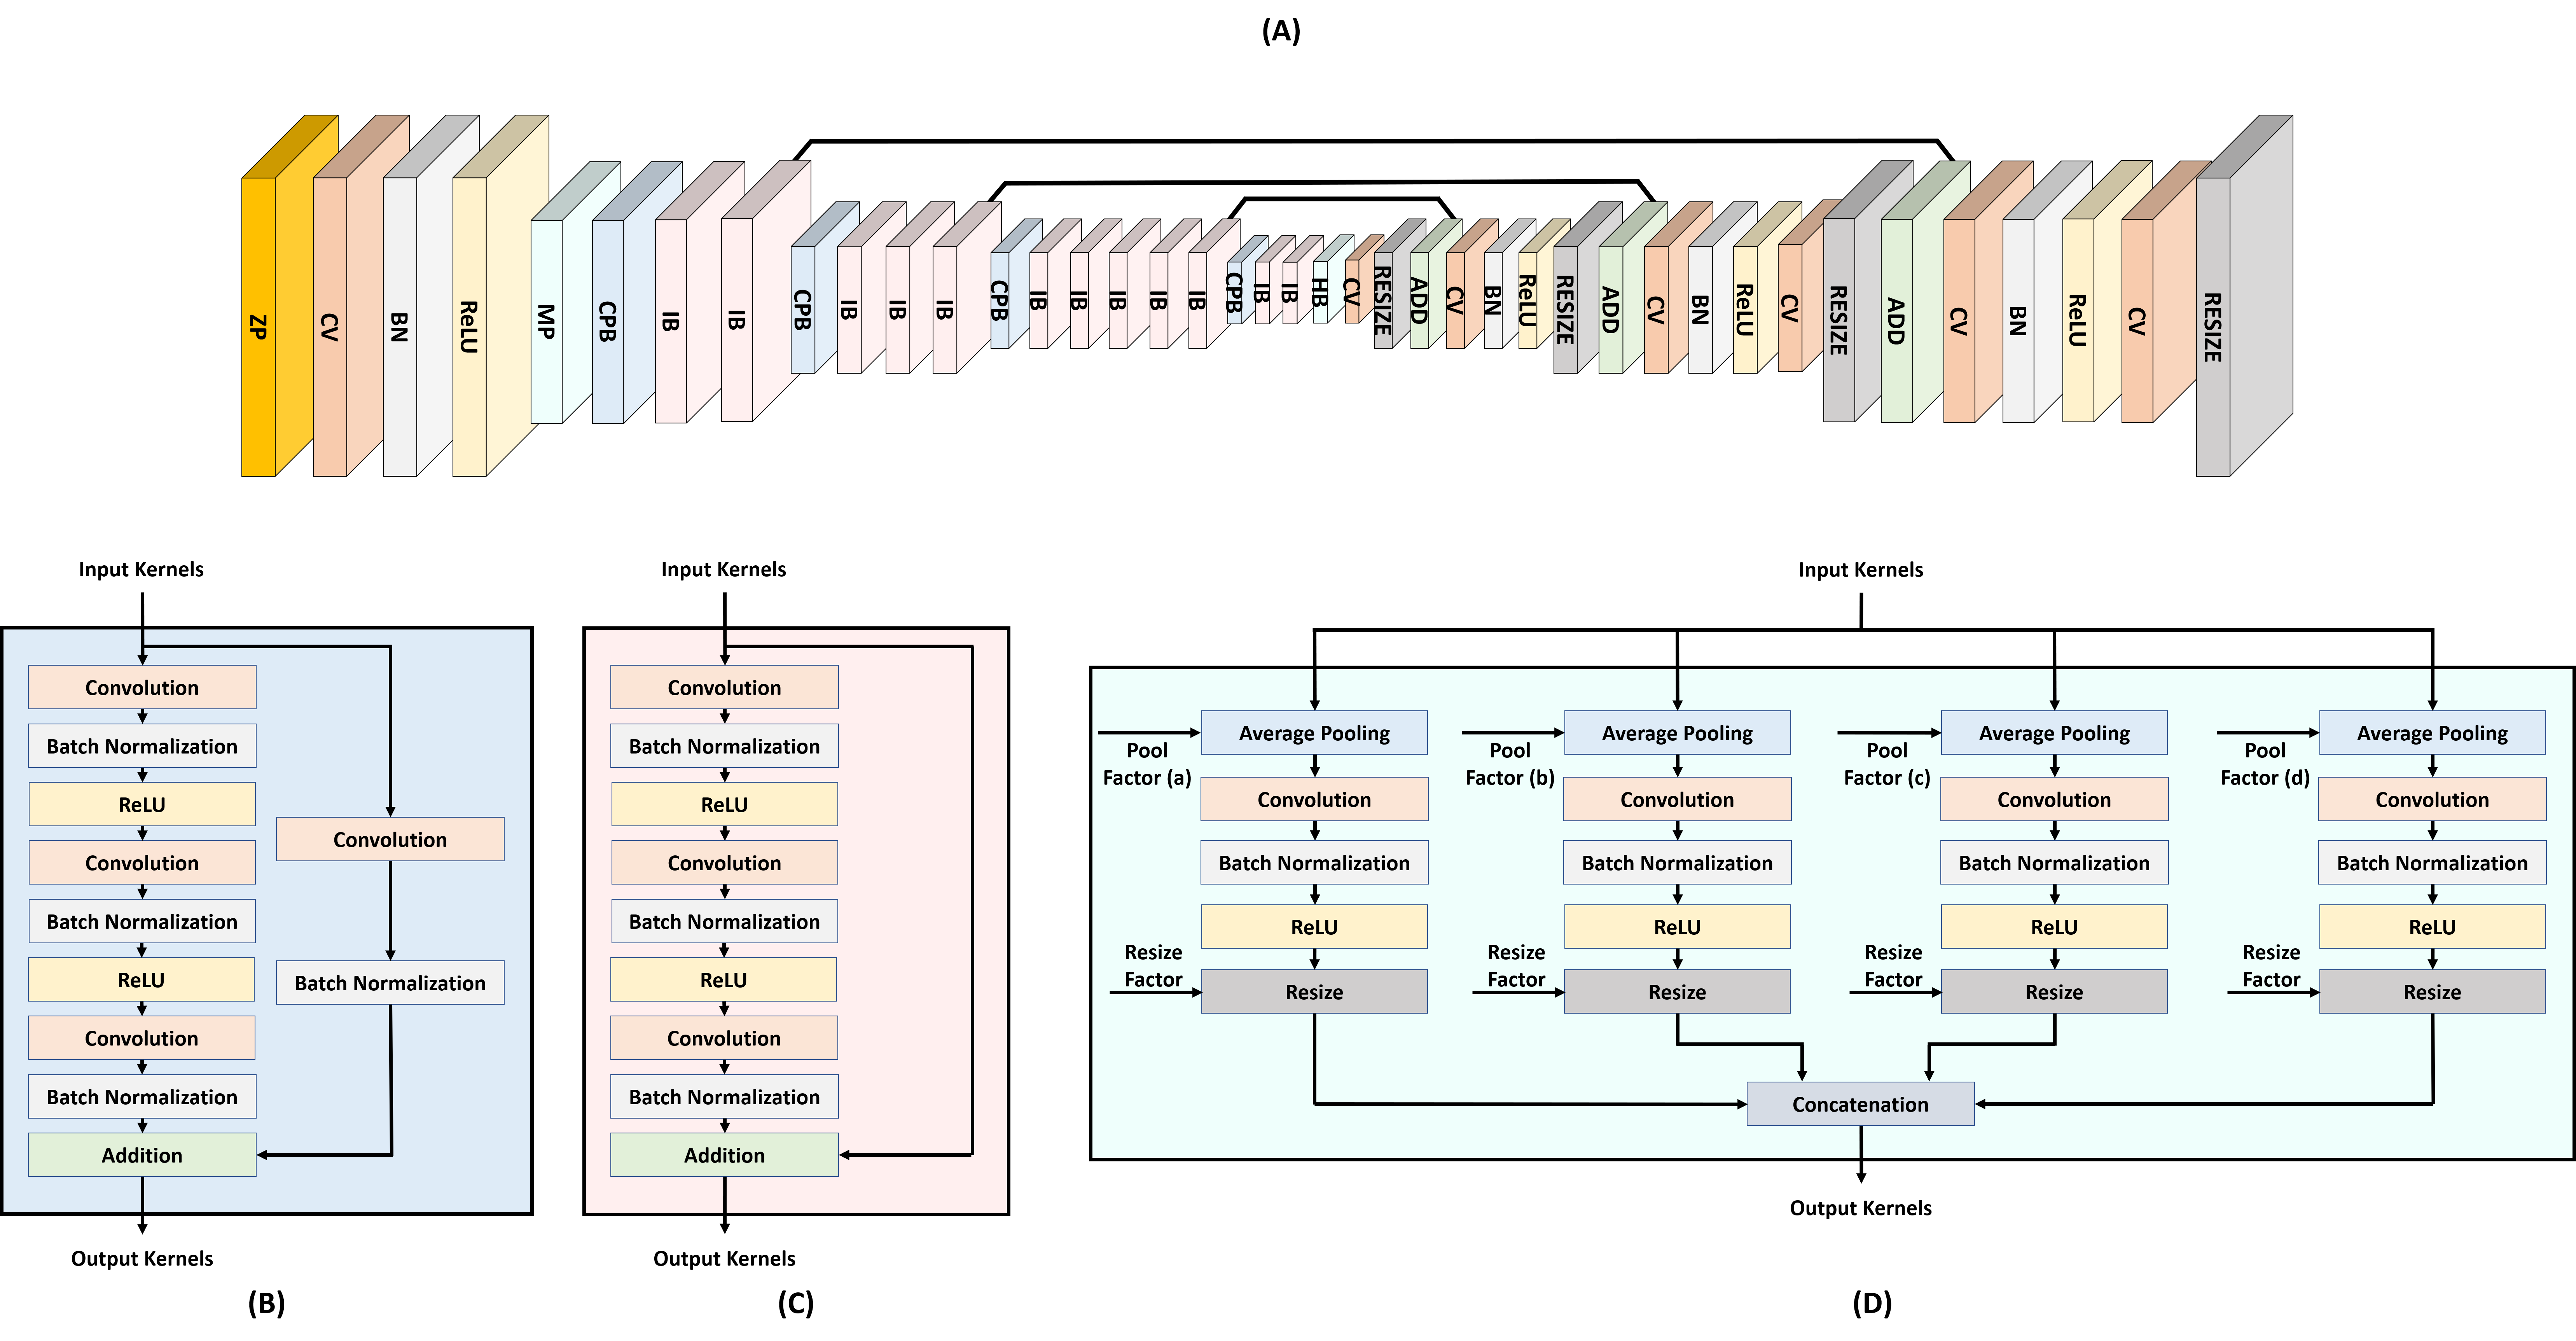 (A)
ZP
CV
BN
ReLU
MP
CPB
IB
IB
CPB
IB
IB
IB
CPB
IB
IB
IB
IB
IB
CPB
IB
IB
HB
CV
RESIZE
ADD
CV
BN
ReLU
RESIZE
ADD
CV
BN
ReLU
CV
RESIZE
ADD
CV
BN
ReLU
CV
RESIZE
Input Kernels
Convolution
Batch Normalization
ReLU
Convolution
Batch Normalization
ReLU
Convolution
Batch Normalization
Addition
Convolution
Batch Normalization
Output Kernels
(B)
Input Kernels
Convolution
Batch Normalization
ReLU
Convolution
Batch Normalization
ReLU
Convolution
Batch Normalization
Addition
Output Kernels
(C)
Input Kernels
Pool
Factor (a)
Average Pooling
Convolution
Batch Normalization
ReLU
Resize
Factor
Resize
Pool
Factor (b)
Average Pooling
Convolution
Batch Normalization
ReLU
Resize
Factor
Resize
Pool
Factor (c)
Average Pooling
Convolution
Batch Normalization
ReLU
Resize
Factor
Resize
Pool
Factor (d)
Average Pooling
Convolution
Batch Normalization
ReLU
Resize
Factor
Resize
Concatenation
Output Kernels
(D)